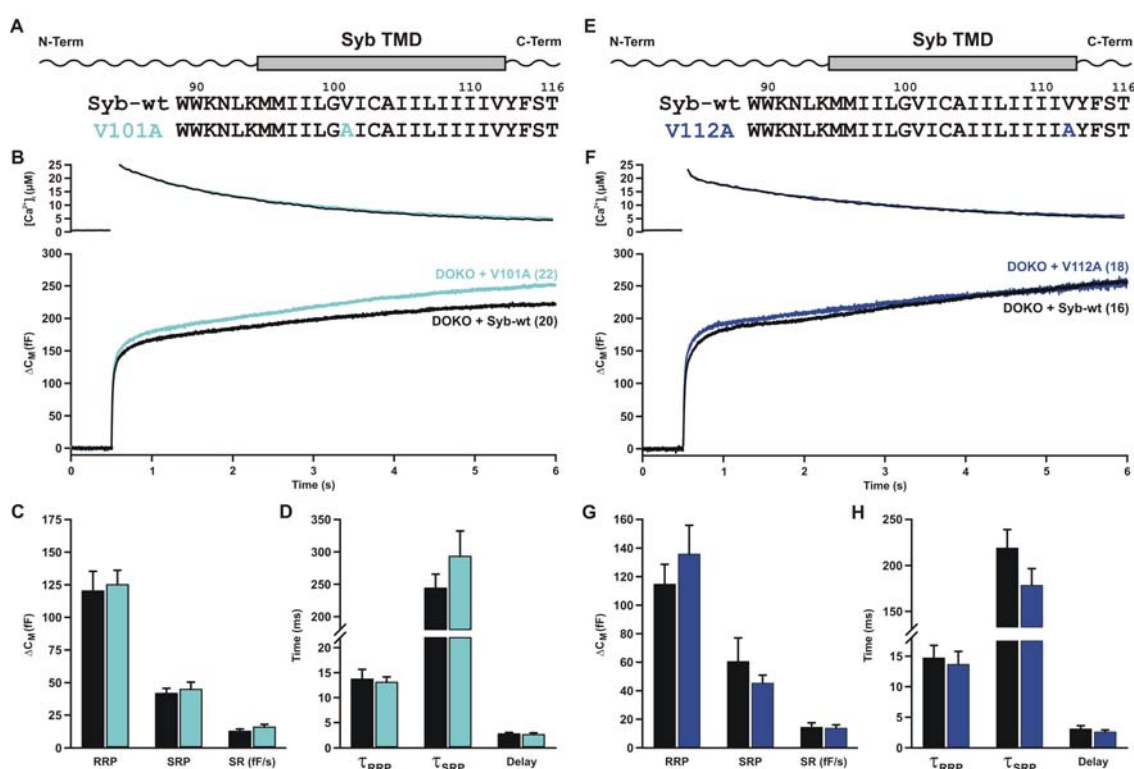 A
Syb TMD
N-Term
C-Term
90 100 110 116
Syb-wt WWKNLKMMIILGVICAIILIIIIVYFST
V101A WWKNLKMMIILGAICAIILIIIIVYFST
B
[Ca²⁺]ᵢ (μM)
25
20
15
10
5
0
ΔC_M (fF)
300
250
200
150
100
50
0
DOKO + V101A (22)
DOKO + Syb-wt (20)
0 1 2 3 4 5 6
Time (s)
C
ΔC_M (fF)
175
150
125
100
75
50
25
0
RRP SRP SR (fF/s)
D
Time (ms)
350
300
250
200
20
15
10
5
0
τRRP τSRP Delay
E
Syb TMD
N-Term
C-Term
90 100 110 116
Syb-wt WWKNLKMMIILGVICAIILIIIIVYFST
V112A WWKNLKMMIILGVICAIILIIIIAYFST
F
[Ca²⁺]ᵢ (μM)
25
20
15
10
5
0
ΔC_M (fF)
300
250
200
150
100
50
0
DOKO + V112A (18)
DOKO + Syb-wt (16)
0 1 2 3 4 5 6
Time (s)
G
ΔC_M (fF)
160
140
120
100
80
60
40
20
0
RRP SRP SR (fF/s)
H
Time (ms)
250
200
150
15
10
5
0
τRRP τSRP Delay